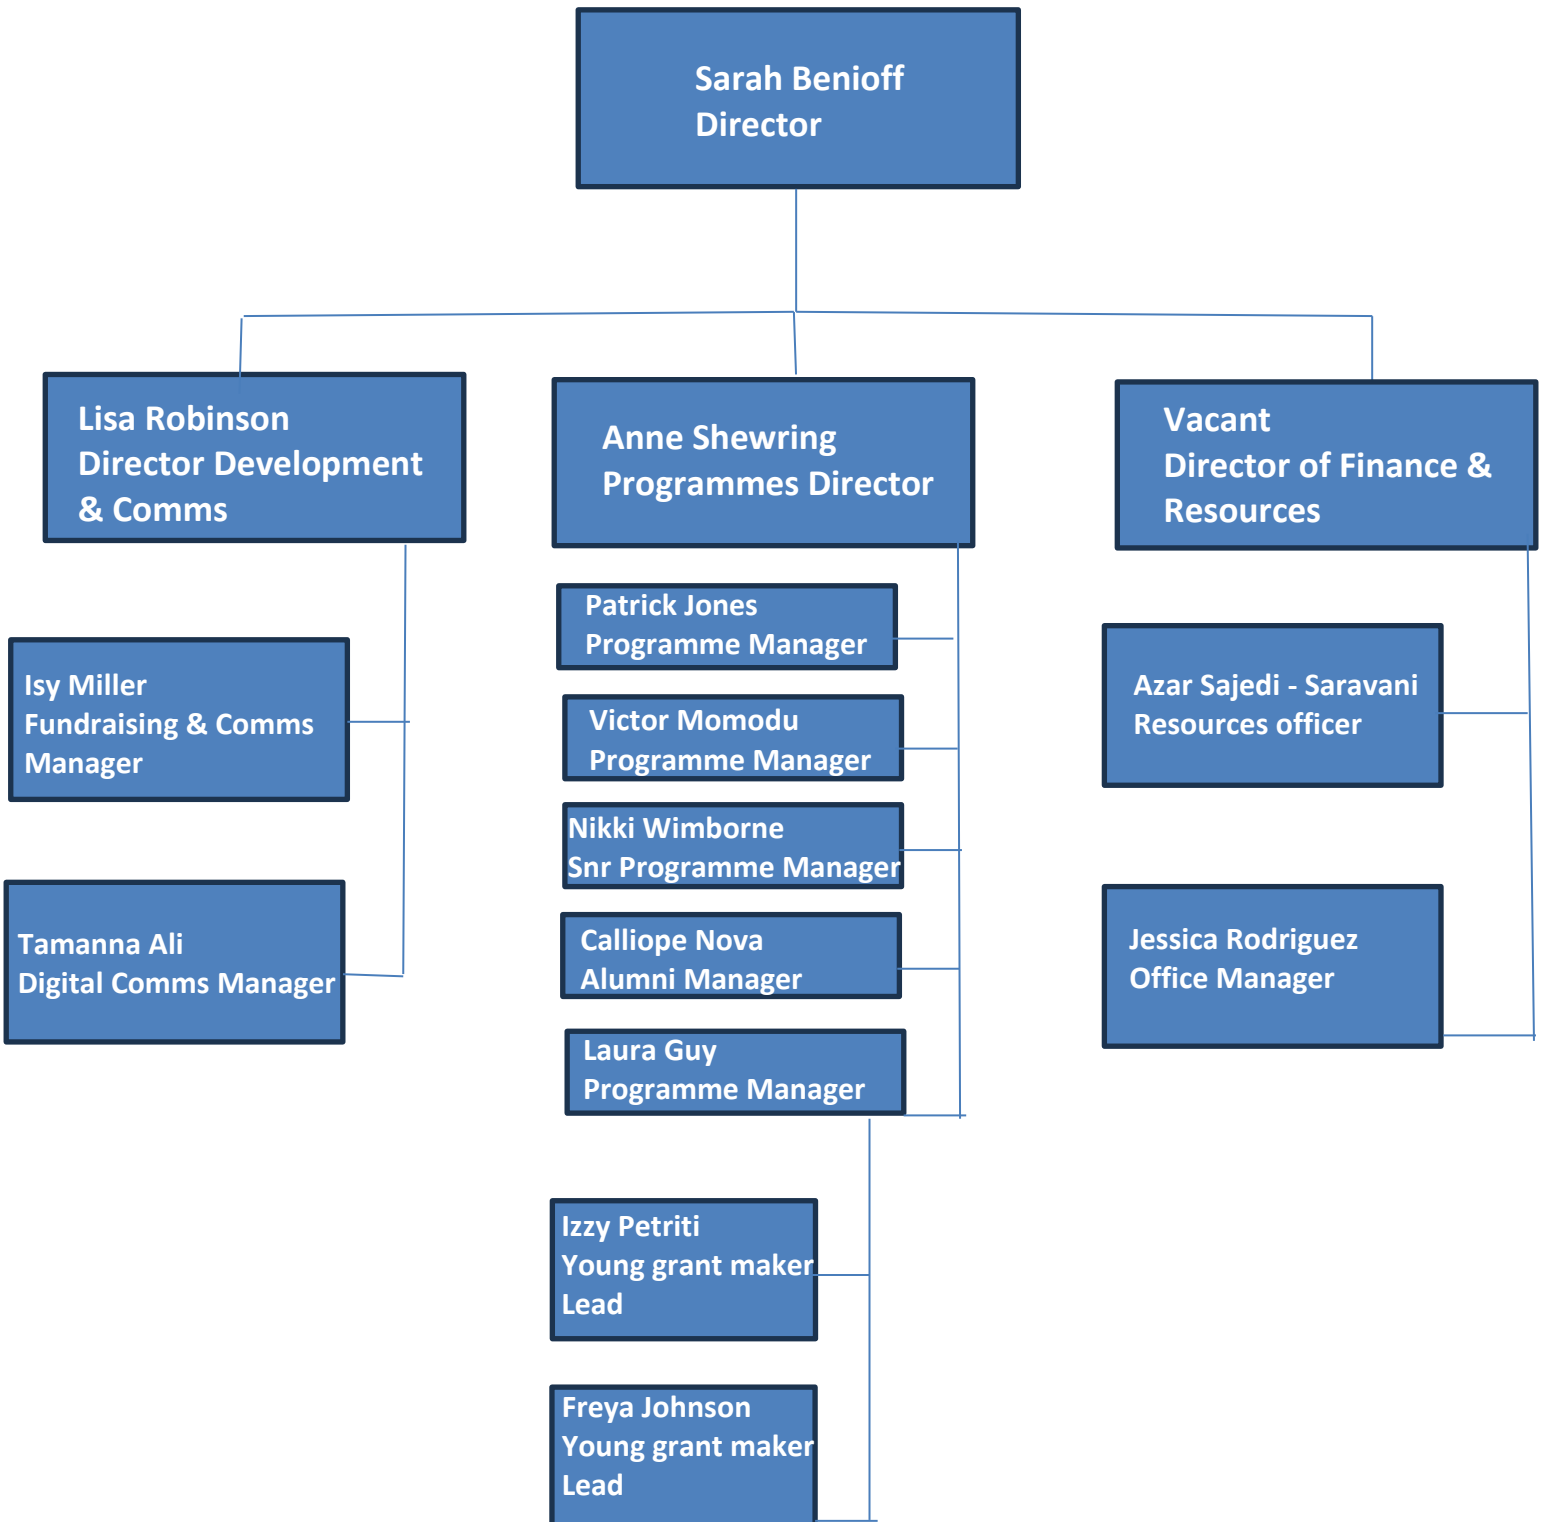 Sarah Benioff
Director
Lisa Robinson
Director Development
& Comms
Anne Shewring
Programmes Director
Vacant
Director of Finance &
Resources
Isy Miller
Fundraising & Comms
Manager
Tamanna Ali
Digital Comms Manager
Patrick Jones
Programme Manager
Victor Momodu
Programme Manager
Nikki Wimborne
Snr Programme Manager
Calliope Nova
Alumni Manager
Laura Guy
Programme Manager
Izzy Petriti
Young grant maker
Lead
Freya Johnson
Young grant maker
Lead
Azar Sajedi - Saravani
Resources officer
Jessica Rodriguez
Office Manager